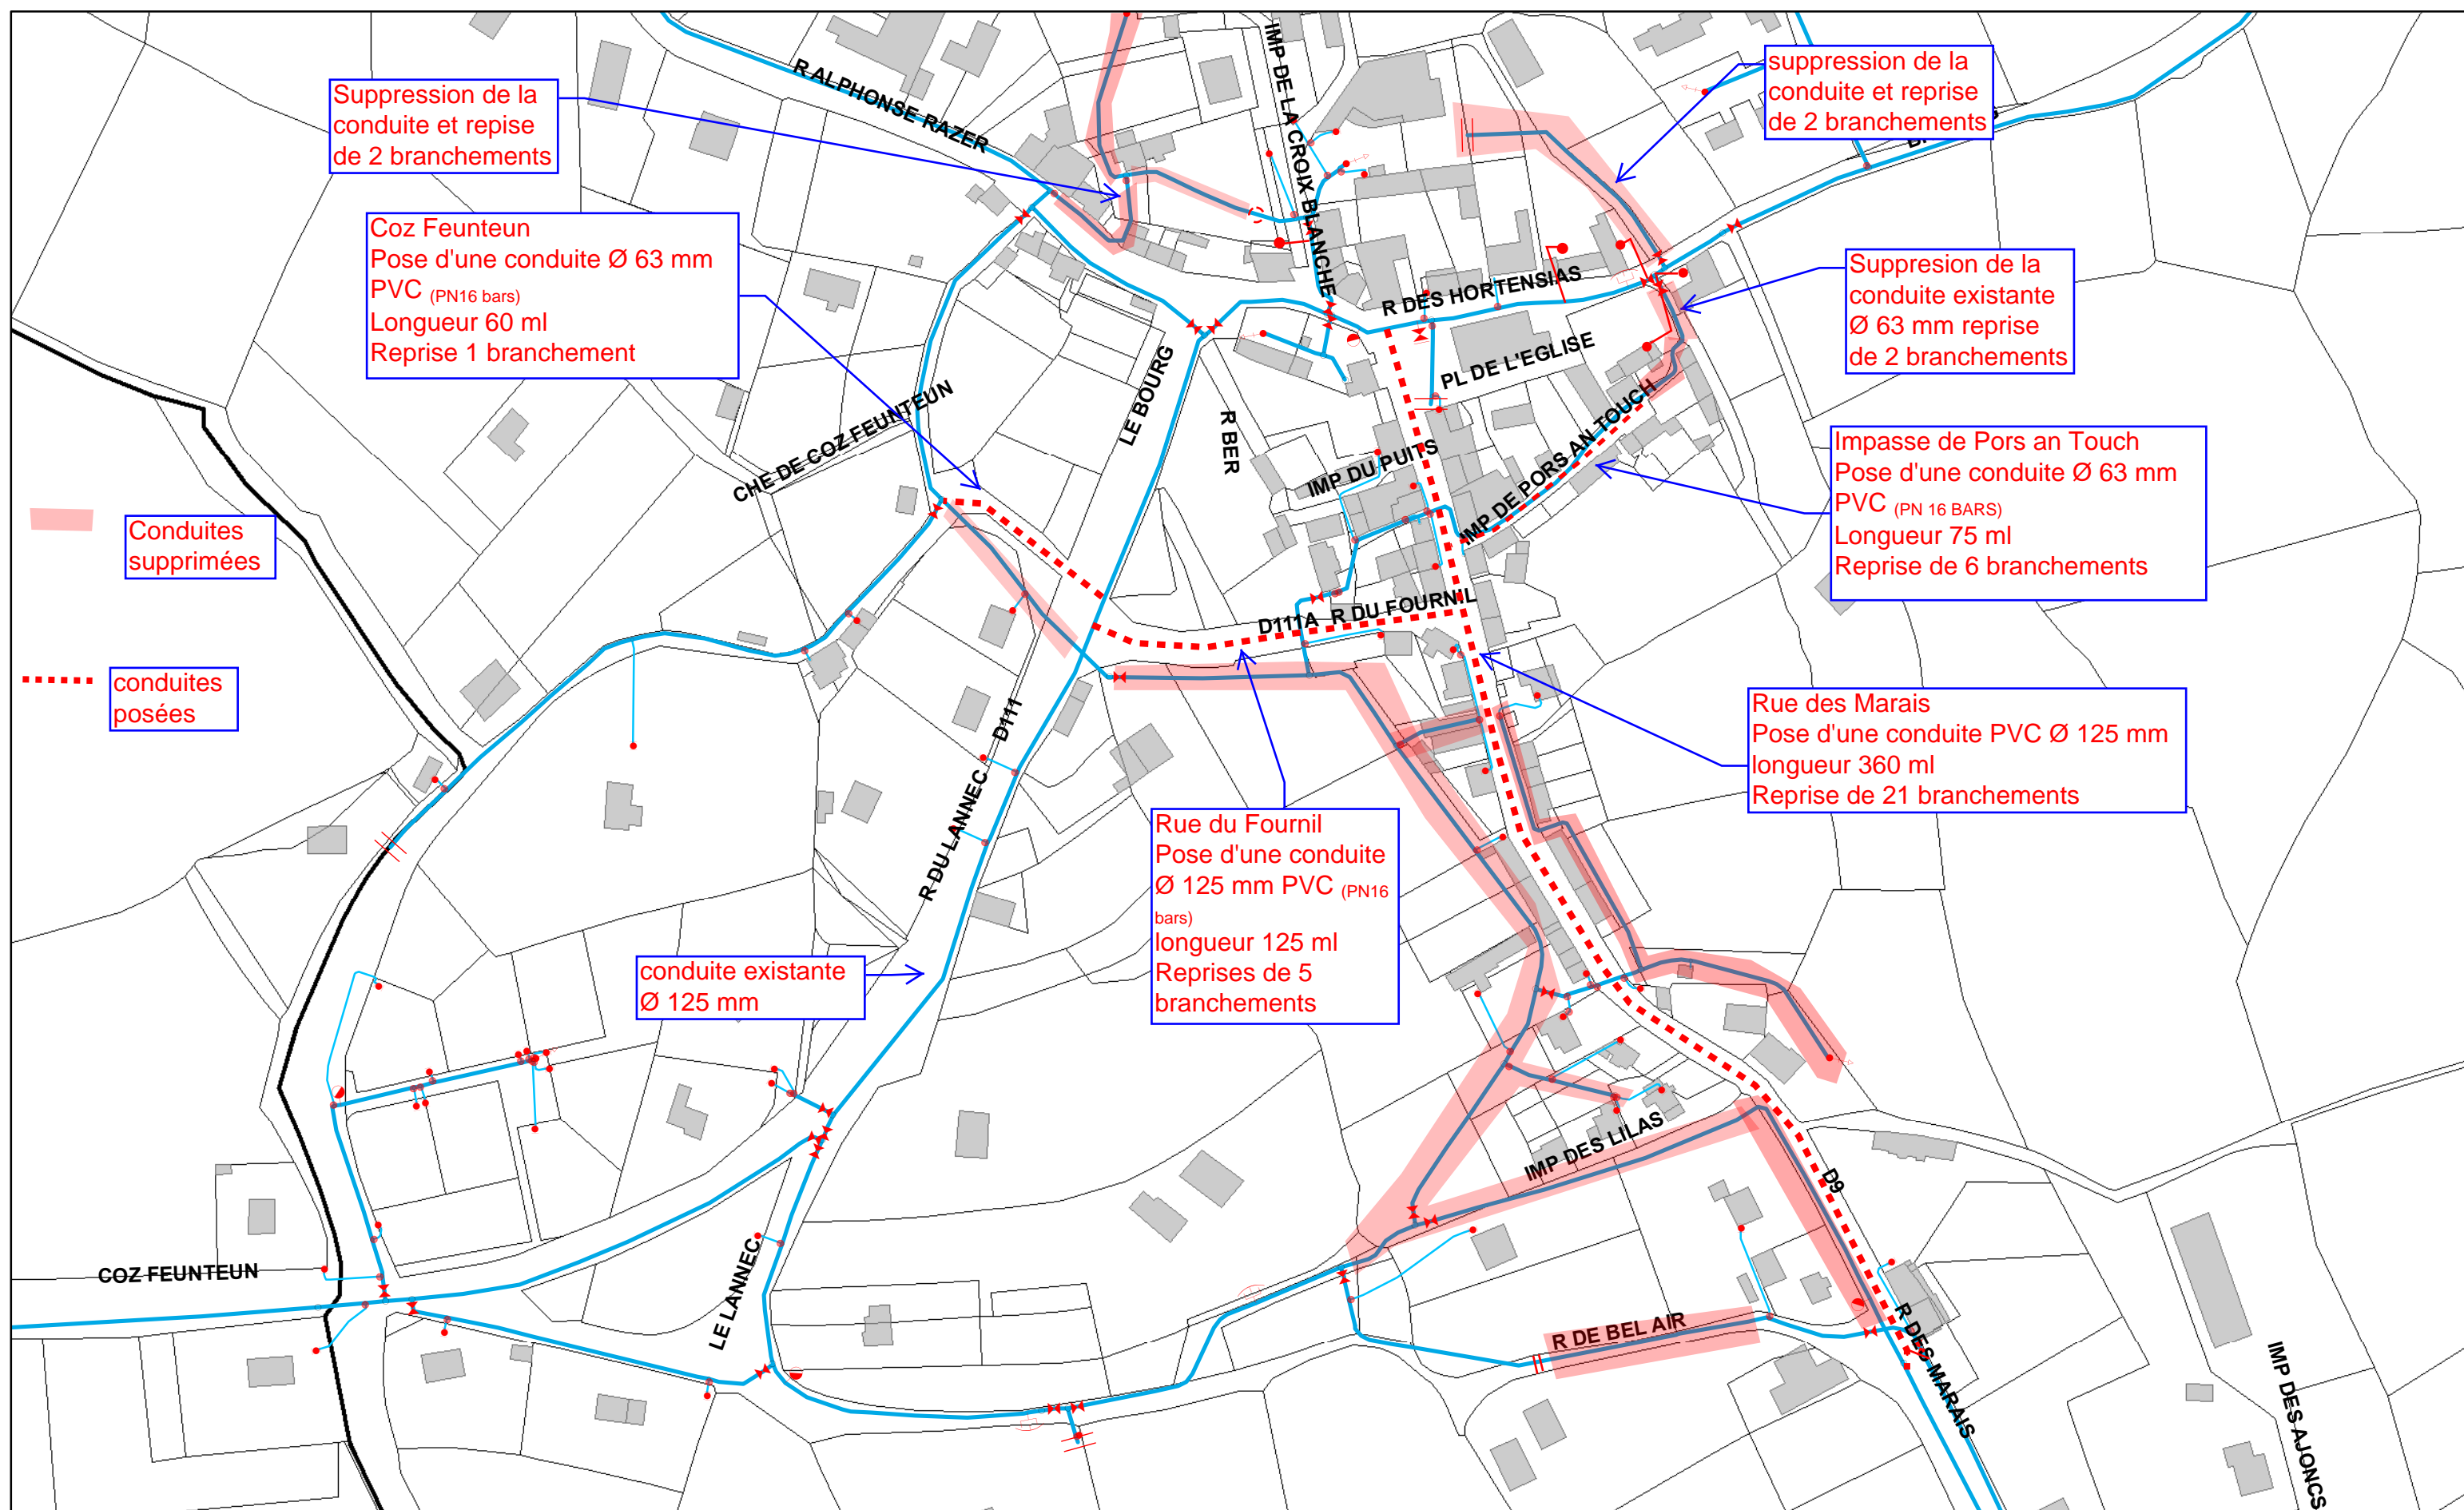 Suppression de la
conduite et repise
de 2 branchements
R ALPHONSE RAZER
IMP DE LA CROIX BLANCHE
suppression de la
conduite et reprise
de 2 branchements
Coz Feunteun
Pose d'une conduite Ø 63 mm
PVC (PN16 bars)
Longueur 60 ml
Reprise 1 branchement
Suppresion de la
conduite existante
Ø 63 mm reprise
de 2 branchements
R DES HORTENSIAS
PL DE L'EGLISE
LE BOURG
R BER
CHE DE COZ FEUNTEUN
IMP DU PUITS
IMP DE PORS AN TOUCH
Impasse de Pors an Touch
Pose d'une conduite Ø 63 mm
PVC (PN 16 BARS)
Longueur 75 ml
Reprise de 6 branchements
Conduites
supprimées
D111A R DU FOURNIL
conduites
posées
Rue des Marais
Pose d'une conduite PVC Ø 125 mm
longueur 360 ml
Reprise de 21 branchements
R DU LANNEC D111
Rue du Fournil
Pose d'une conduite
Ø 125 mm PVC (PN16
bars)
longueur 125 ml
Reprises de 5
branchements
conduite existante
Ø 125 mm
IMP DES LILAS
D9
COZ FEUNTEUN
LE LANNEC
R DE BEL AIR
R DES MARAIS
IMP DES AJONCS